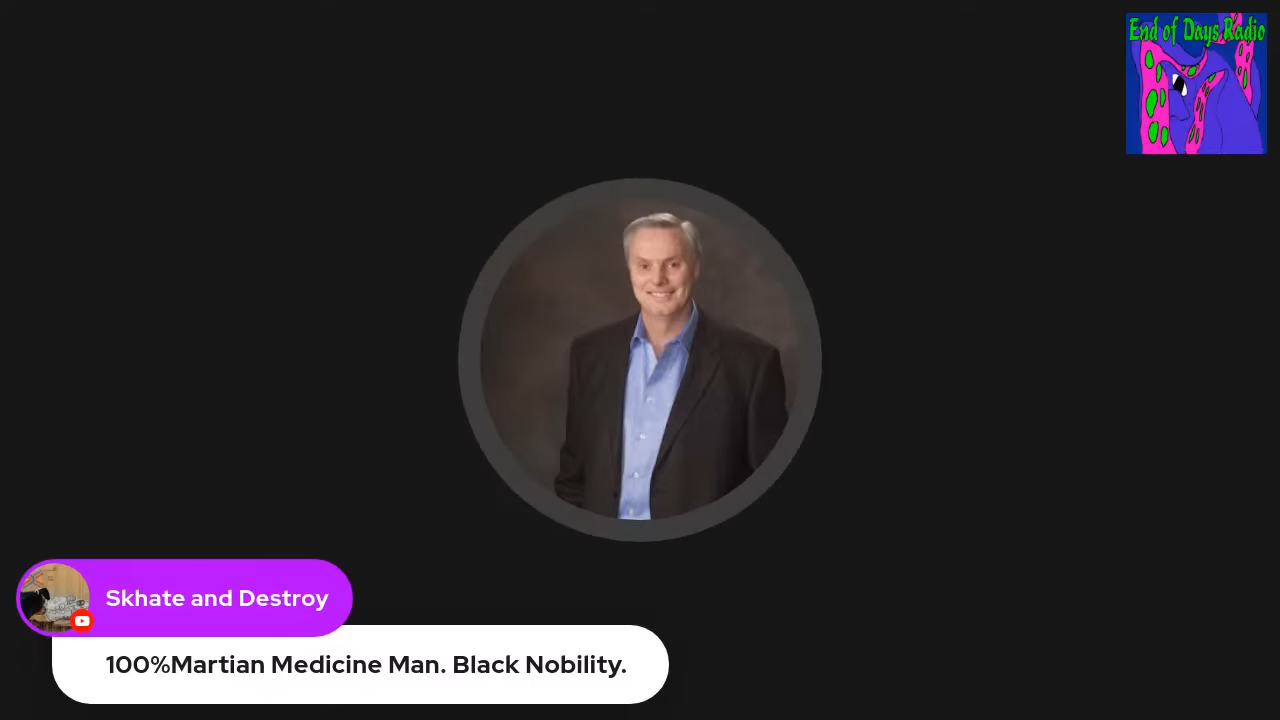 End of Days Radio
Skhate and Destroy
100%Martian Medicine Man. Black Nobility.